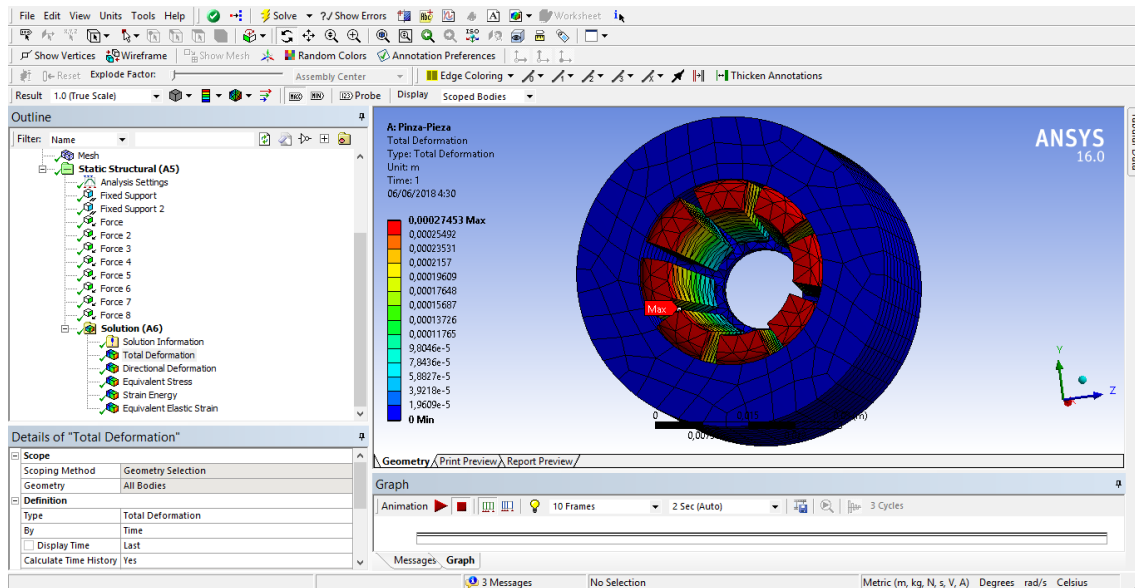 File Edit View Units Tools Help Solve ?/ Show Errors Worksheet
Show Vertices Wireframe Show Mesh Random Colors Annotation Preferences
Reset Explode Factor: Assembly Center Edge Coloring Thicken Annotations
Result 1.0 (True Scale) MAX MIN Probe Display Scoped Bodies
Outline
Filter: Name
Mesh
Static Structural (A5)
Analysis Settings
Fixed Support
Fixed Support 2
Force
Force 2
Force 3
Force 4
Force 5
Force 6
Force 7
Force 8
Solution (A6)
Solution Information
Total Deformation
Directional Deformation
Equivalent Stress
Strain Energy
Equivalent Elastic Strain
Details of "Total Deformation"
Scope
Scoping Method Geometry Selection
Geometry All Bodies
Definition
Type Total Deformation
By Time
Display Time Last
Calculate Time History Yes
A: Pinza-Pieza
Total Deformation
Type: Total Deformation
Unit: m
Time: 1
06/06/2018 4:30
0,00027453 Max
0,00025492
0,00023531
0,0002157
0,00019609
0,00017648
0,00015687
0,00013726
0,00011765
9,8046e-5
7,8436e-5
5,8827e-5
3,9218e-5
1,9609e-5
0 Min
Max
ANSYS
16.0
Y
Z
0
Geometry Print Preview Report Preview
Graph
Animation 10 Frames 2 Sec (Auto) 3 Cycles
Messages Graph
3 Messages No Selection Metric (m, kg, N, s, V, A) Degrees rad/s Celsius